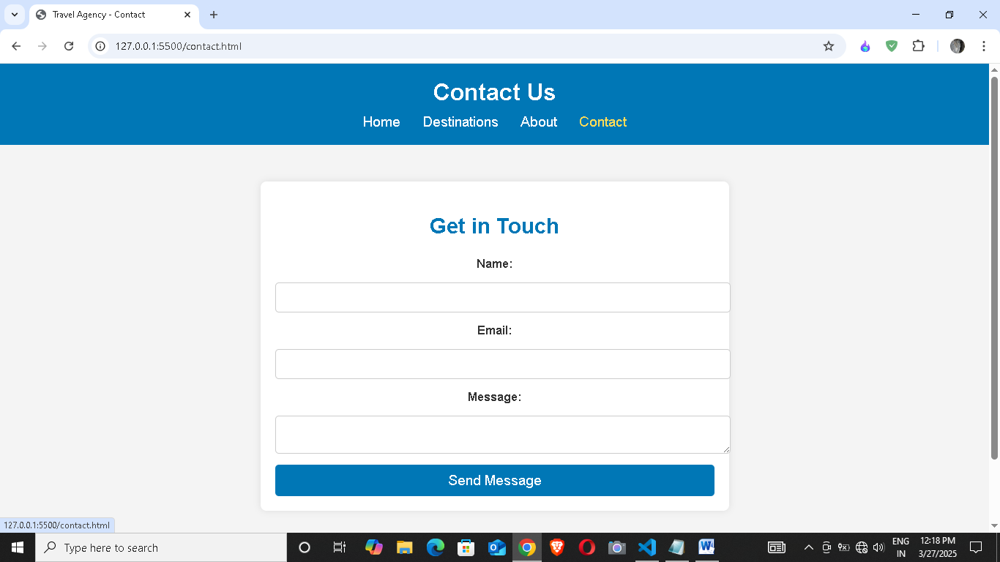 Travel Agency - Contact
127.0.0.1:5500/contact.html
Contact Us
Home Destinations About Contact
Get in Touch
Name:
Email:
Message:
Send Message
127.0.0.1:5500/contact.html
Type here to search
ENG 12:18 PM
IN 3/27/2025